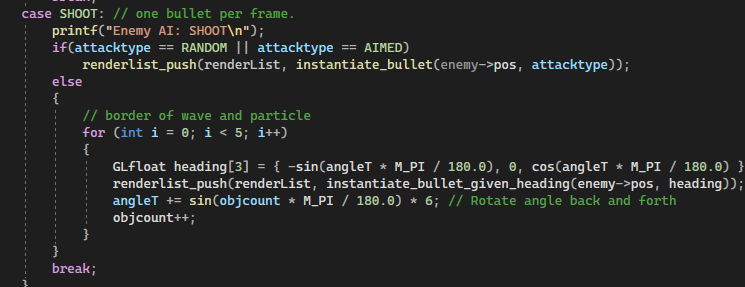 case SHOOT: // one bullet per frame.
printf("Enemy AI: SHOOT\n");
if(attacktype == RANDOM || attacktype == AIMED)
renderlist_push(renderList, instantiate_bullet(enemy->pos, attacktype));
else
{
// border of wave and particle
for (int i = 0; i < 5; i++)
{
GLfloat heading[3] = { -sin(angleT * M_PI / 180.0), 0, cos(angleT * M_PI / 180.0) }
renderlist_push(renderList, instantiate_bullet_given_heading(enemy->pos, heading));
angleT += sin(objcount * M_PI / 180.0) * 6; // Rotate angle back and forth
objcount++;
}
}
break;
}